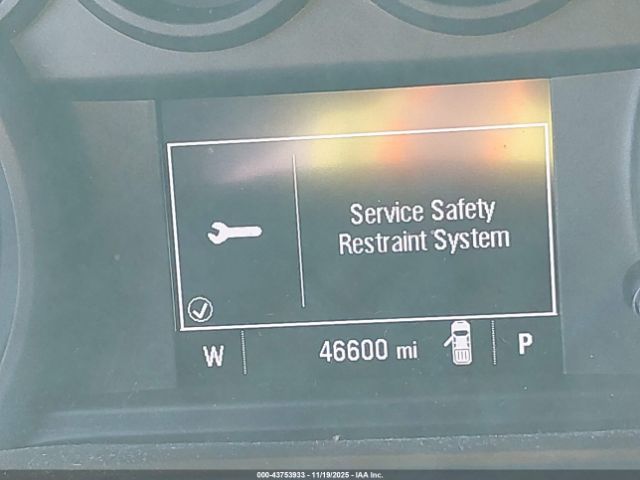 Service Safety
Restraint System
W 46600 mi P
000-43753933 - 11/19/2025 - IAA Inc.